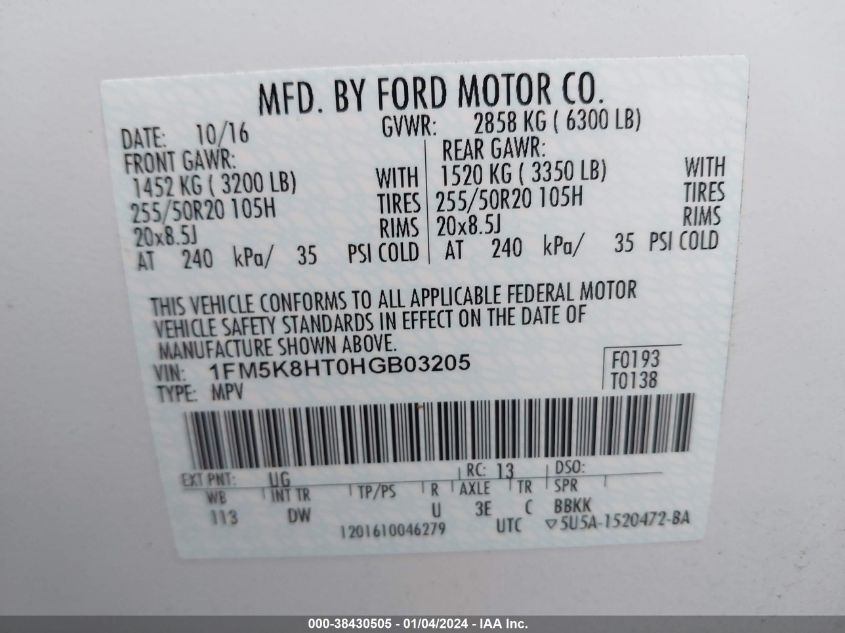 MFD. BY FORD MOTOR CO.
DATE: 10/16 GVWR: 2858 KG ( 6300 LB)
FRONT GAWR: REAR GAWR:
1452 KG ( 3200 LB) WITH 1520 KG ( 3350 LB) WITH
255/50R20 105H TIRES 255/50R20 105H TIRES
20x8.5J RIMS 20x8.5J RIMS
AT 240 kPa/ 35 PSI COLD AT 240 kPa/ 35 PSI COLD
THIS VEHICLE CONFORMS TO ALL APPLICABLE FEDERAL MOTOR
VEHICLE SAFETY STANDARDS IN EFFECT ON THE DATE OF
MANUFACTURE SHOWN ABOVE.
VIN: 1FM5K8HT0HGB03205 F0193
TYPE: MPV T0138
EXT PNT: UG RC: 13 DSO:
WB INT TR TP/PS R AXLE TR SPR
113 DW U 3E C BBKK
1201610046279 UTC ▽5U5A-1520472-BA
000-38430505 - 01/04/2024 - IAA Inc.